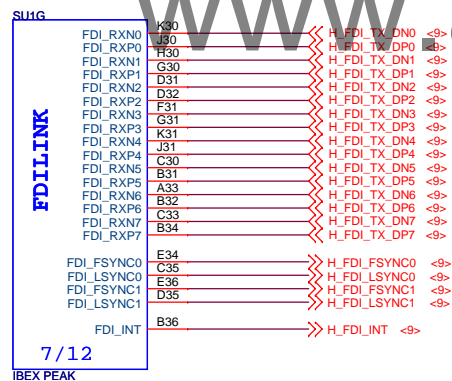 SU1G
FDILINK
FDI_RXN0 K30 H_FDI_TX_DN0 <9>
FDI_RXP0 J30 H_FDI_TX_DP0 <9>
FDI_RXN1 H30 H_FDI_TX_DN1 <9>
FDI_RXP1 G30 H_FDI_TX_DP1 <9>
FDI_RXN2 D31 H_FDI_TX_DN2 <9>
FDI_RXP2 D32 H_FDI_TX_DP2 <9>
FDI_RXN3 F31 H_FDI_TX_DN3 <9>
FDI_RXP3 G31 H_FDI_TX_DP3 <9>
FDI_RXN4 K31 H_FDI_TX_DN4 <9>
FDI_RXP4 J31 H_FDI_TX_DP4 <9>
FDI_RXN5 C30 H_FDI_TX_DN5 <9>
FDI_RXP5 B31 H_FDI_TX_DP5 <9>
FDI_RXN6 A33 H_FDI_TX_DN6 <9>
FDI_RXP6 B32 H_FDI_TX_DP6 <9>
FDI_RXN7 C33 H_FDI_TX_DN7 <9>
FDI_RXP7 B34 H_FDI_TX_DP7 <9>
FDI_FSYNC0 E34 H_FDI_FSYNC0 <9>
FDI_LSYNC0 C35 H_FDI_LSYNC0 <9>
FDI_FSYNC1 E36 H_FDI_FSYNC1 <9>
FDI_LSYNC1 D35 H_FDI_LSYNC1 <9>
FDI_INT B36 H_FDI_INT <9>
7/12
IBEX PEAK
www.